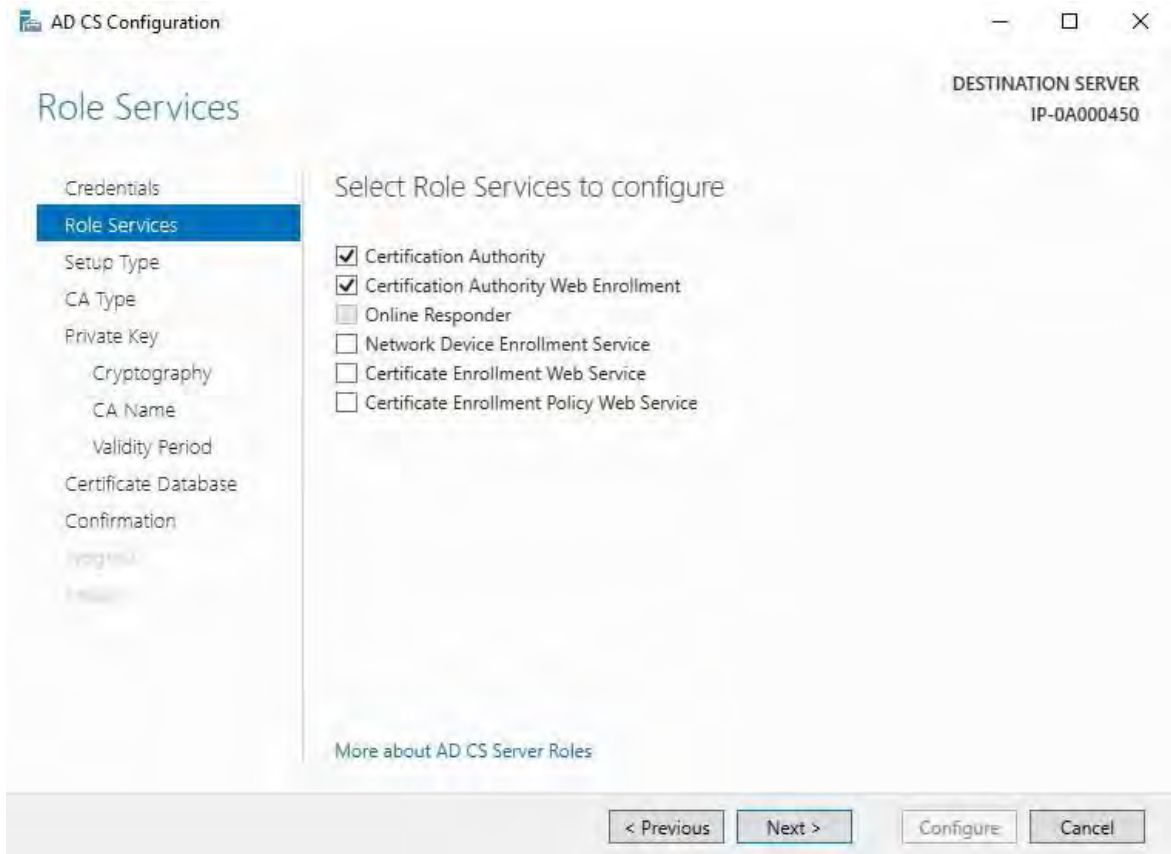 AD CS Configuration
DESTINATION SERVER
IP-0A000450
Role Services
Credentials
Role Services
Setup Type
CA Type
Private Key
Cryptography
CA Name
Validity Period
Certificate Database
Confirmation
Select Role Services to configure
Certification Authority
Certification Authority Web Enrollment
Online Responder
Network Device Enrollment Service
Certificate Enrollment Web Service
Certificate Enrollment Policy Web Service
More about AD CS Server Roles
< Previous
Next >
Configure
Cancel